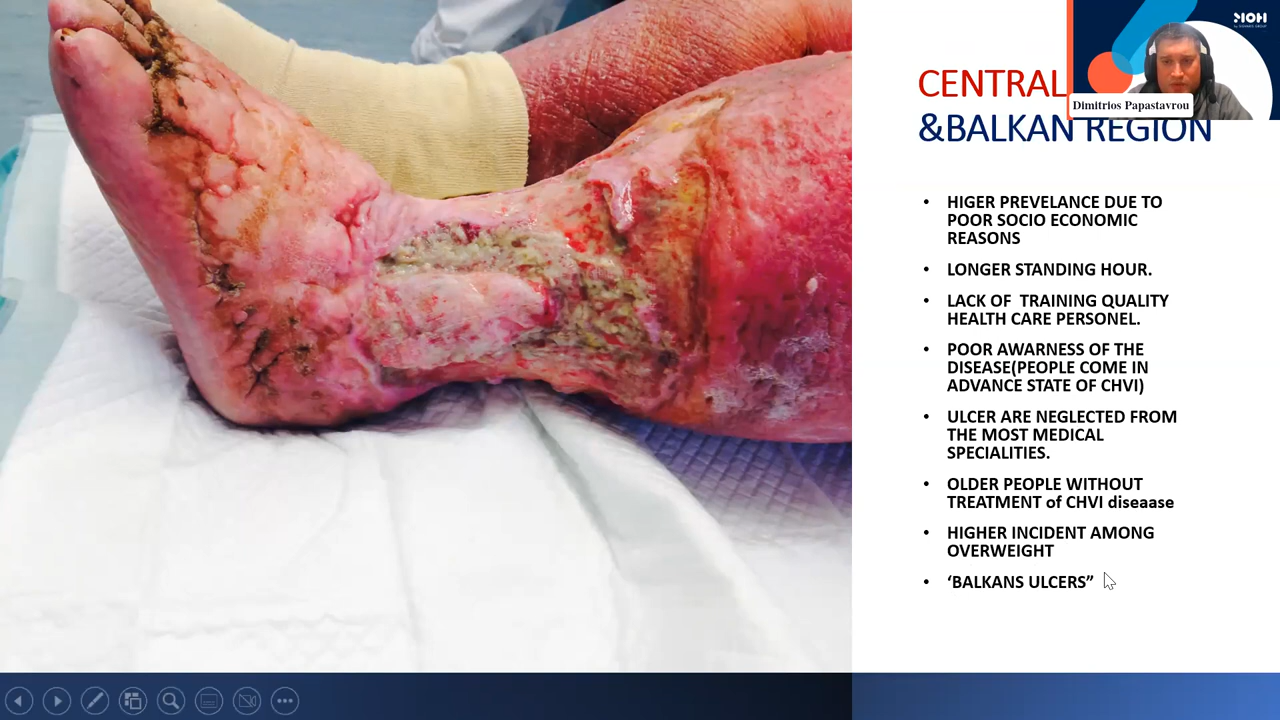 MOH
Dimitrios Papastavrou
CENTRAL
&BALKAN REGION
• HIGER PREVELANCE DUE TO
POOR SOCIO ECONOMIC
REASONS
• LONGER STANDING HOUR.
• LACK OF TRAINING QUALITY
HEALTH CARE PERSONEL.
• POOR AWARNESS OF THE
DISEASE(PEOPLE COME IN
ADVANCE STATE OF CHVI)
• ULCER ARE NEGLECTED FROM
THE MOST MEDICAL
SPECIALITIES.
• OLDER PEOPLE WITHOUT
TREATMENT of CHVI diseaase
• HIGHER INCIDENT AMONG
OVERWEIGHT
• ‘BALKANS ULCERS”